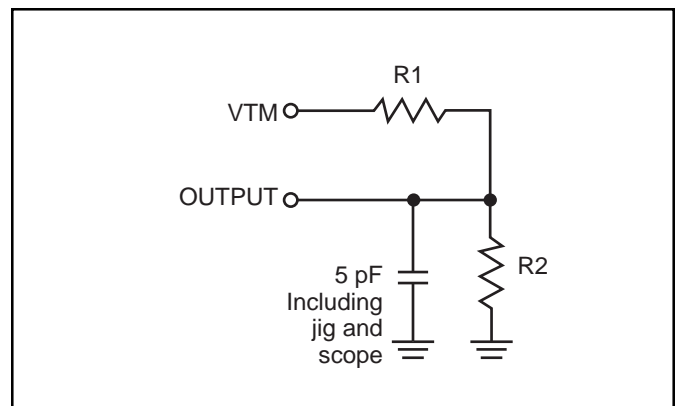 R1
VTM
OUTPUT
R2
5 pF
Including
jig and
scope